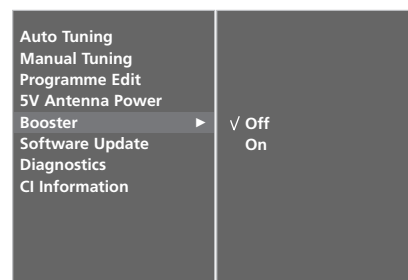 Auto Tuning
Manual Tuning
Programme Edit
5V Antenna Power
Booster ►
Software Update
Diagnostics
CI Information
√ Off
On